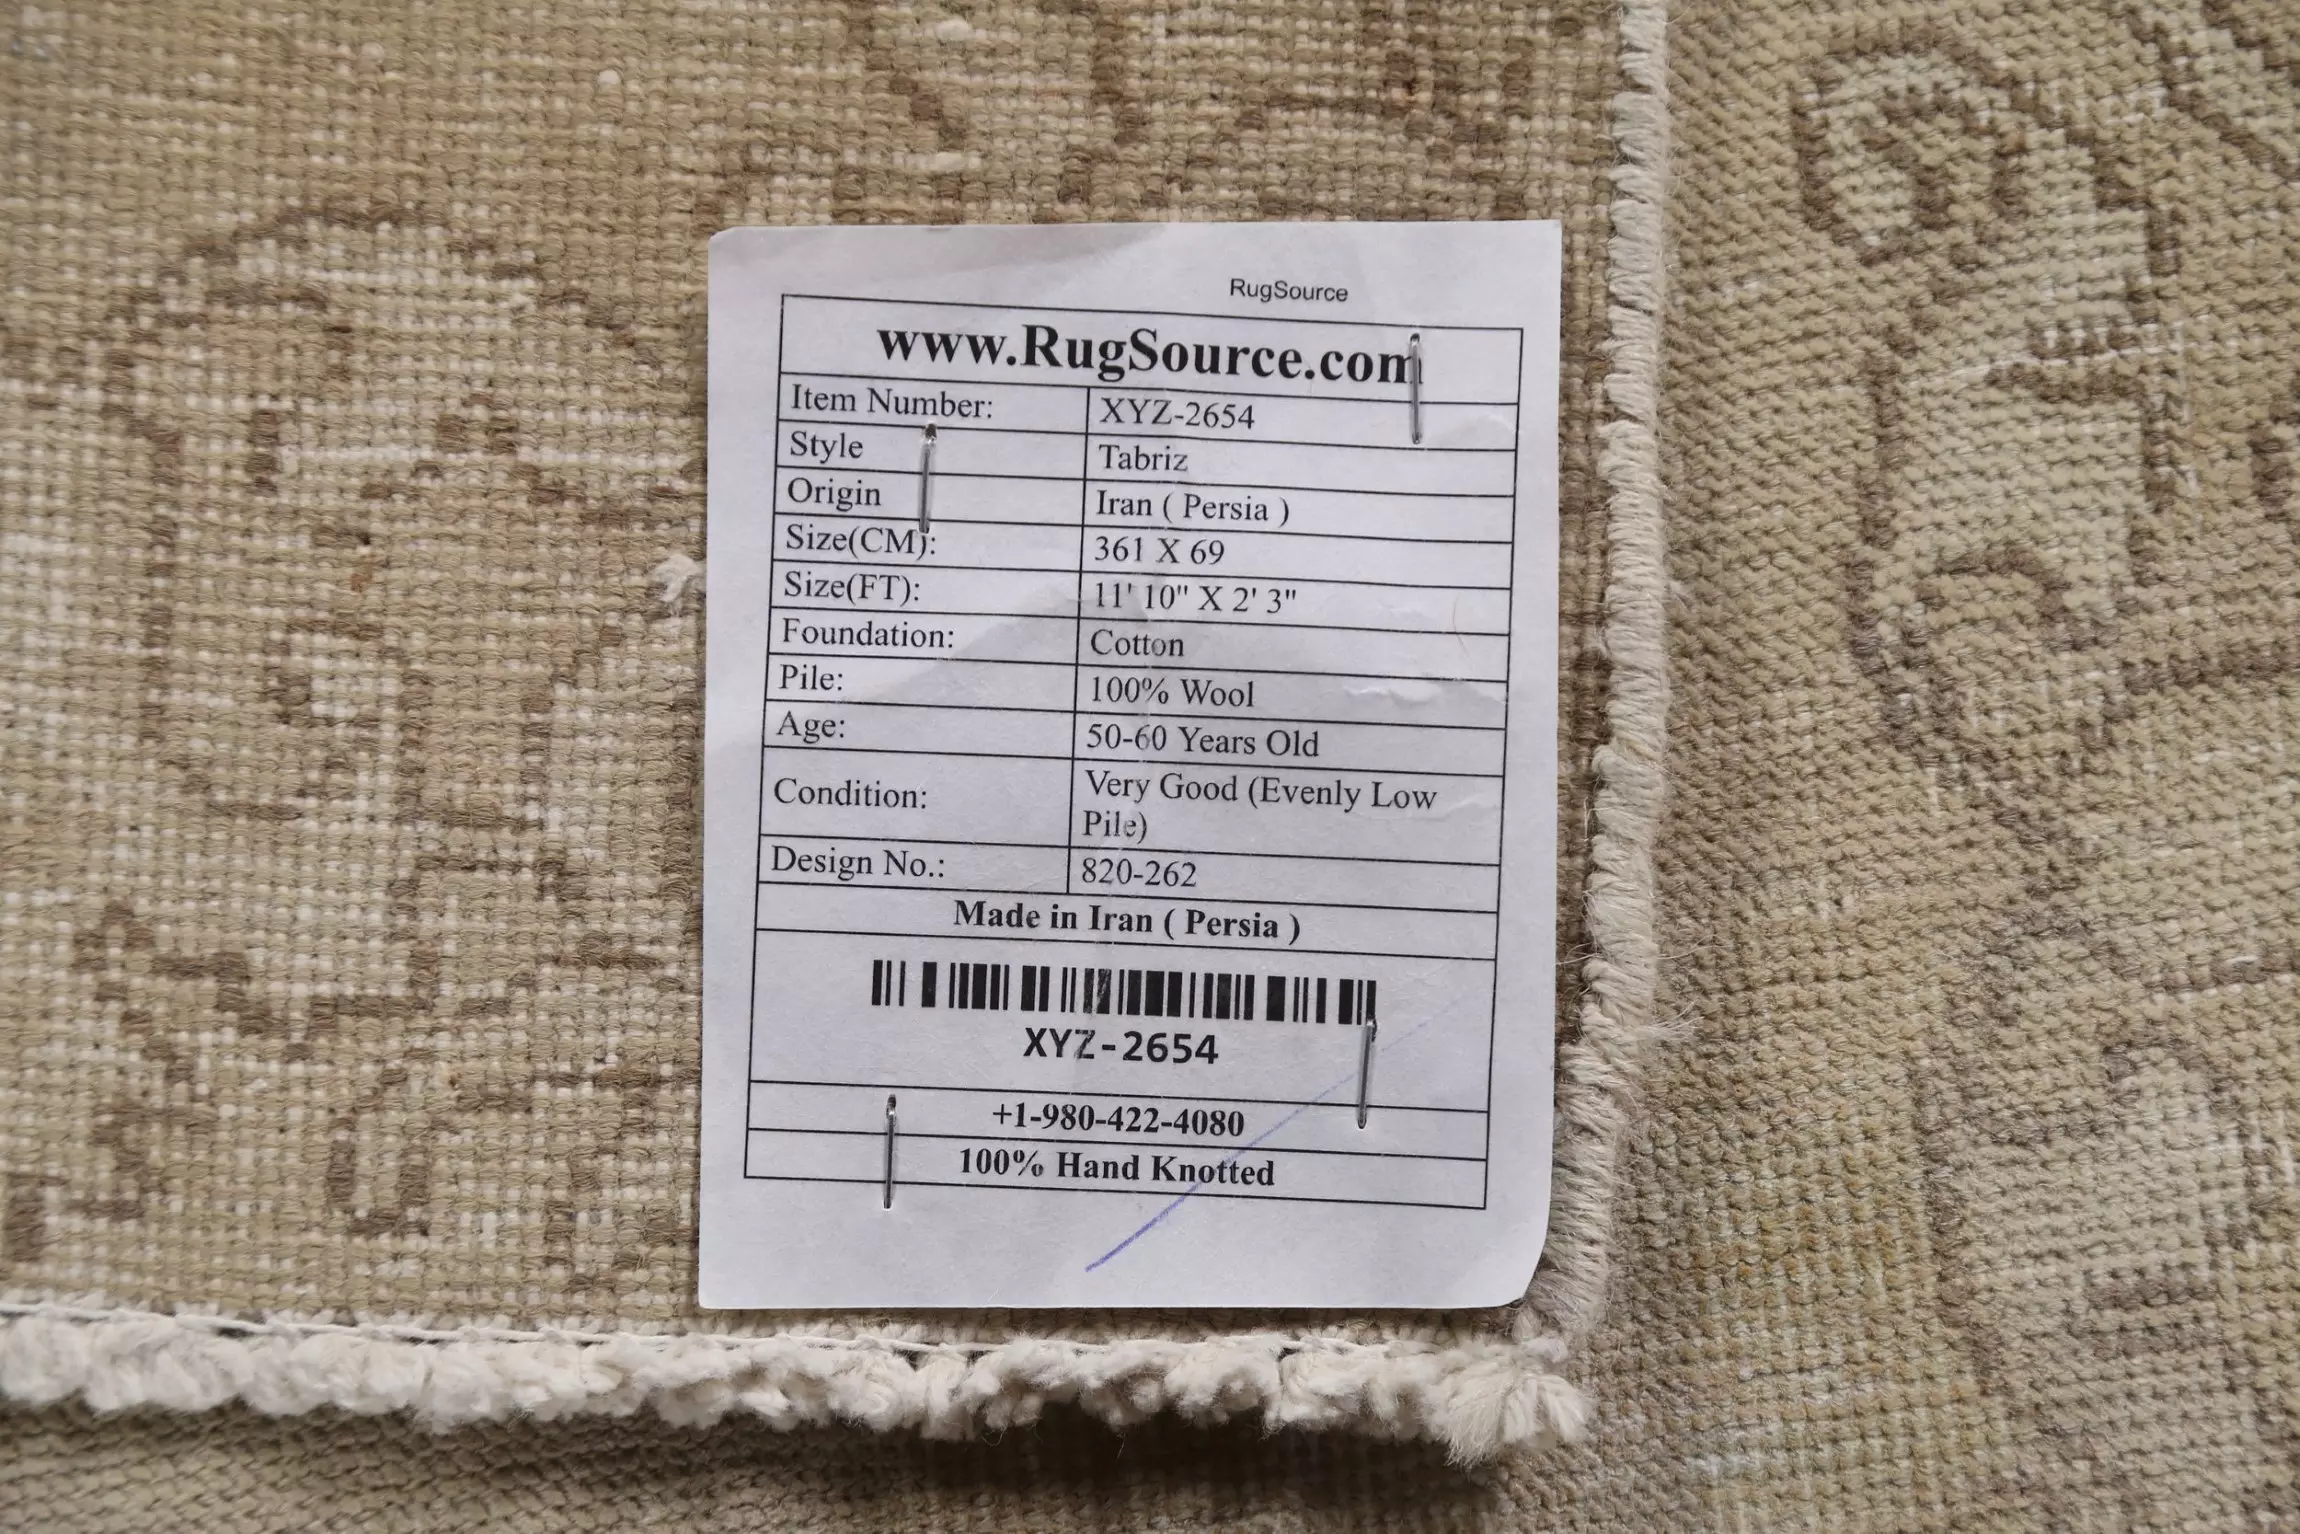 RugSource
www.RugSource.com
Item Number: XYZ-2654
Style Tabriz
Origin Iran ( Persia )
Size(CM): 361 X 69
Size(FT): 11' 10" X 2' 3"
Foundation: Cotton
Pile: 100% Wool
Age: 50-60 Years Old
Condition: Very Good (Evenly Low
Pile)
Design No.: 820-262
Made in Iran ( Persia )
XYZ-2654
+1-980-422-4080
100% Hand Knotted